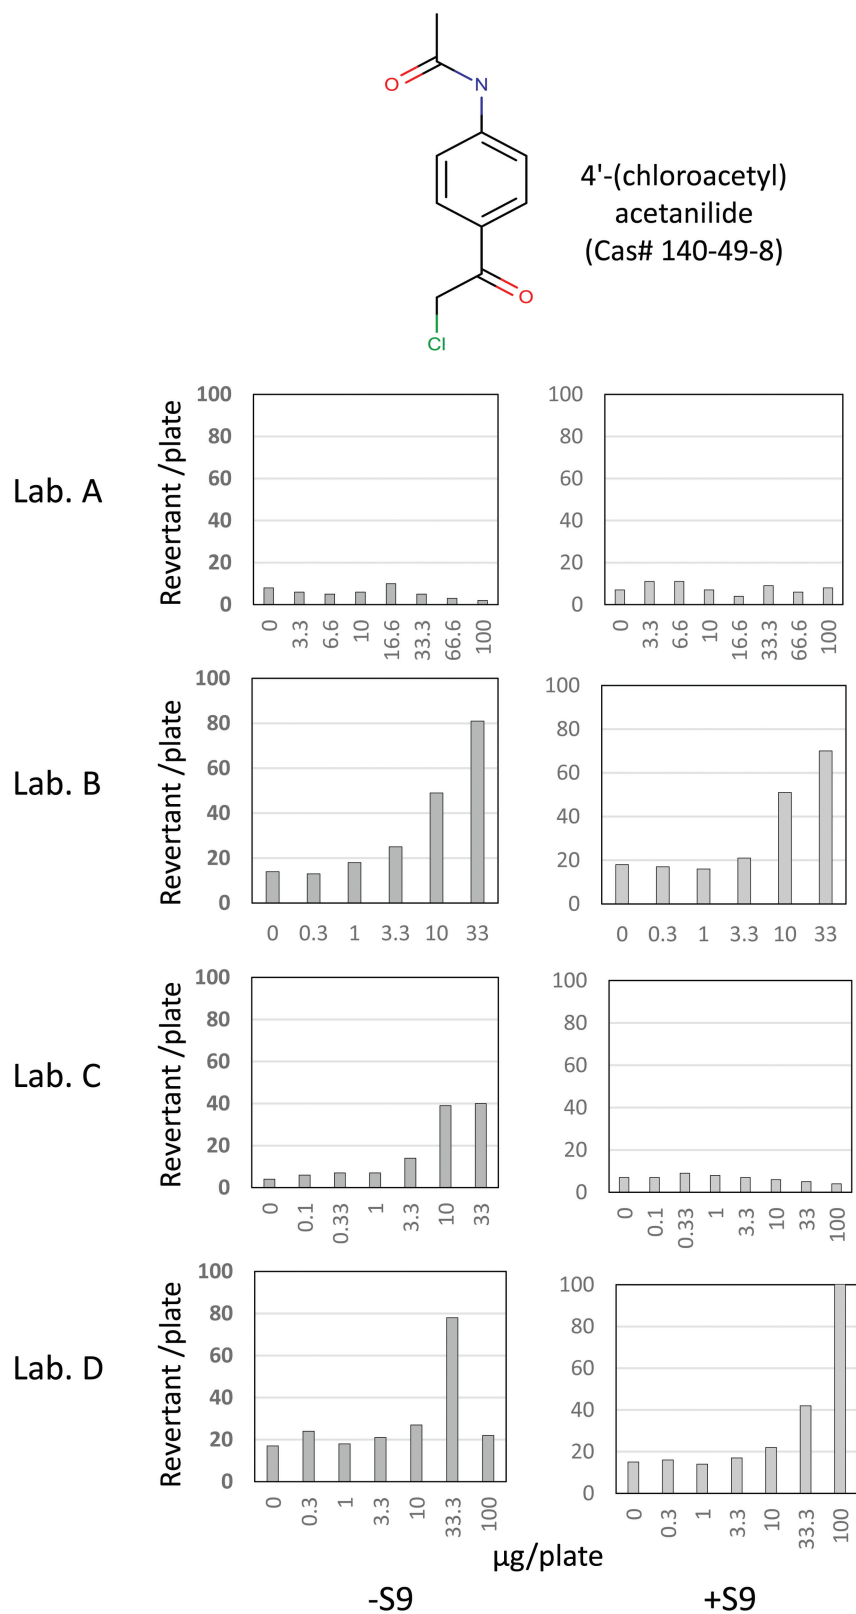 O
N
4'-(chloroacetyl)
acetanilide
(Cas# 140-49-8)
O
Cl
Lab. A
Revertant /plate
100
80
60
40
20
0
0 3.3 6.6 10 16.6 33.3 66.6 100
100
80
60
40
20
0
0 3.3 6.6 10 16.6 33.3 66.6 100
Lab. B
Revertant /plate
100
80
60
40
20
0
0 0.3 1 3.3 10 33
100
80
60
40
20
0
0 0.3 1 3.3 10 33
Lab. C
Revertant /plate
100
80
60
40
20
0
0 0.1 0.33 1 3.3 10 33
100
80
60
40
20
0
0 0.1 0.33 1 3.3 10 33 100
Lab. D
Revertant /plate
100
80
60
40
20
0
0 0.3 1 3.3 10 33.3 100
100
80
60
40
20
0
0 0.3 1 3.3 10 33.3 100
µg/plate
-S9 +S9